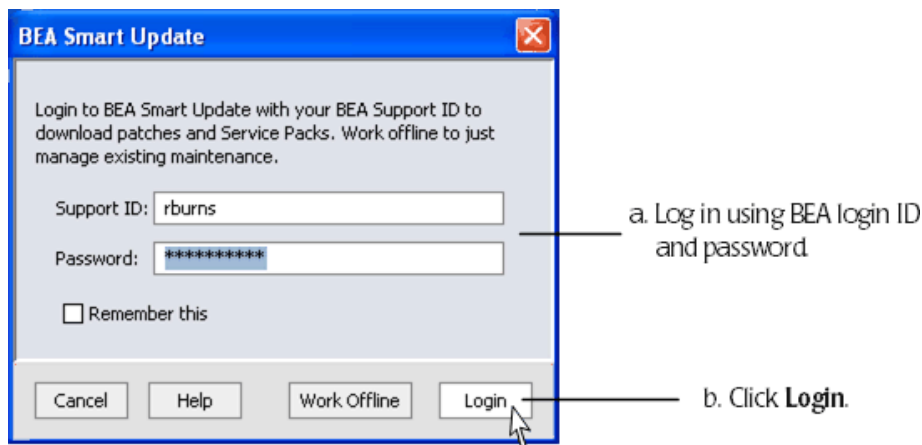 BEA Smart Update
Login to BEA Smart Update with your BEA Support ID to
download patches and Service Packs. Work offline to just
manage existing maintenance.
Support ID: rburns
Password: **********
Remember this
a. Log in using BEA login ID
and password.
Cancel Help Work Offline Login
b. Click Login.